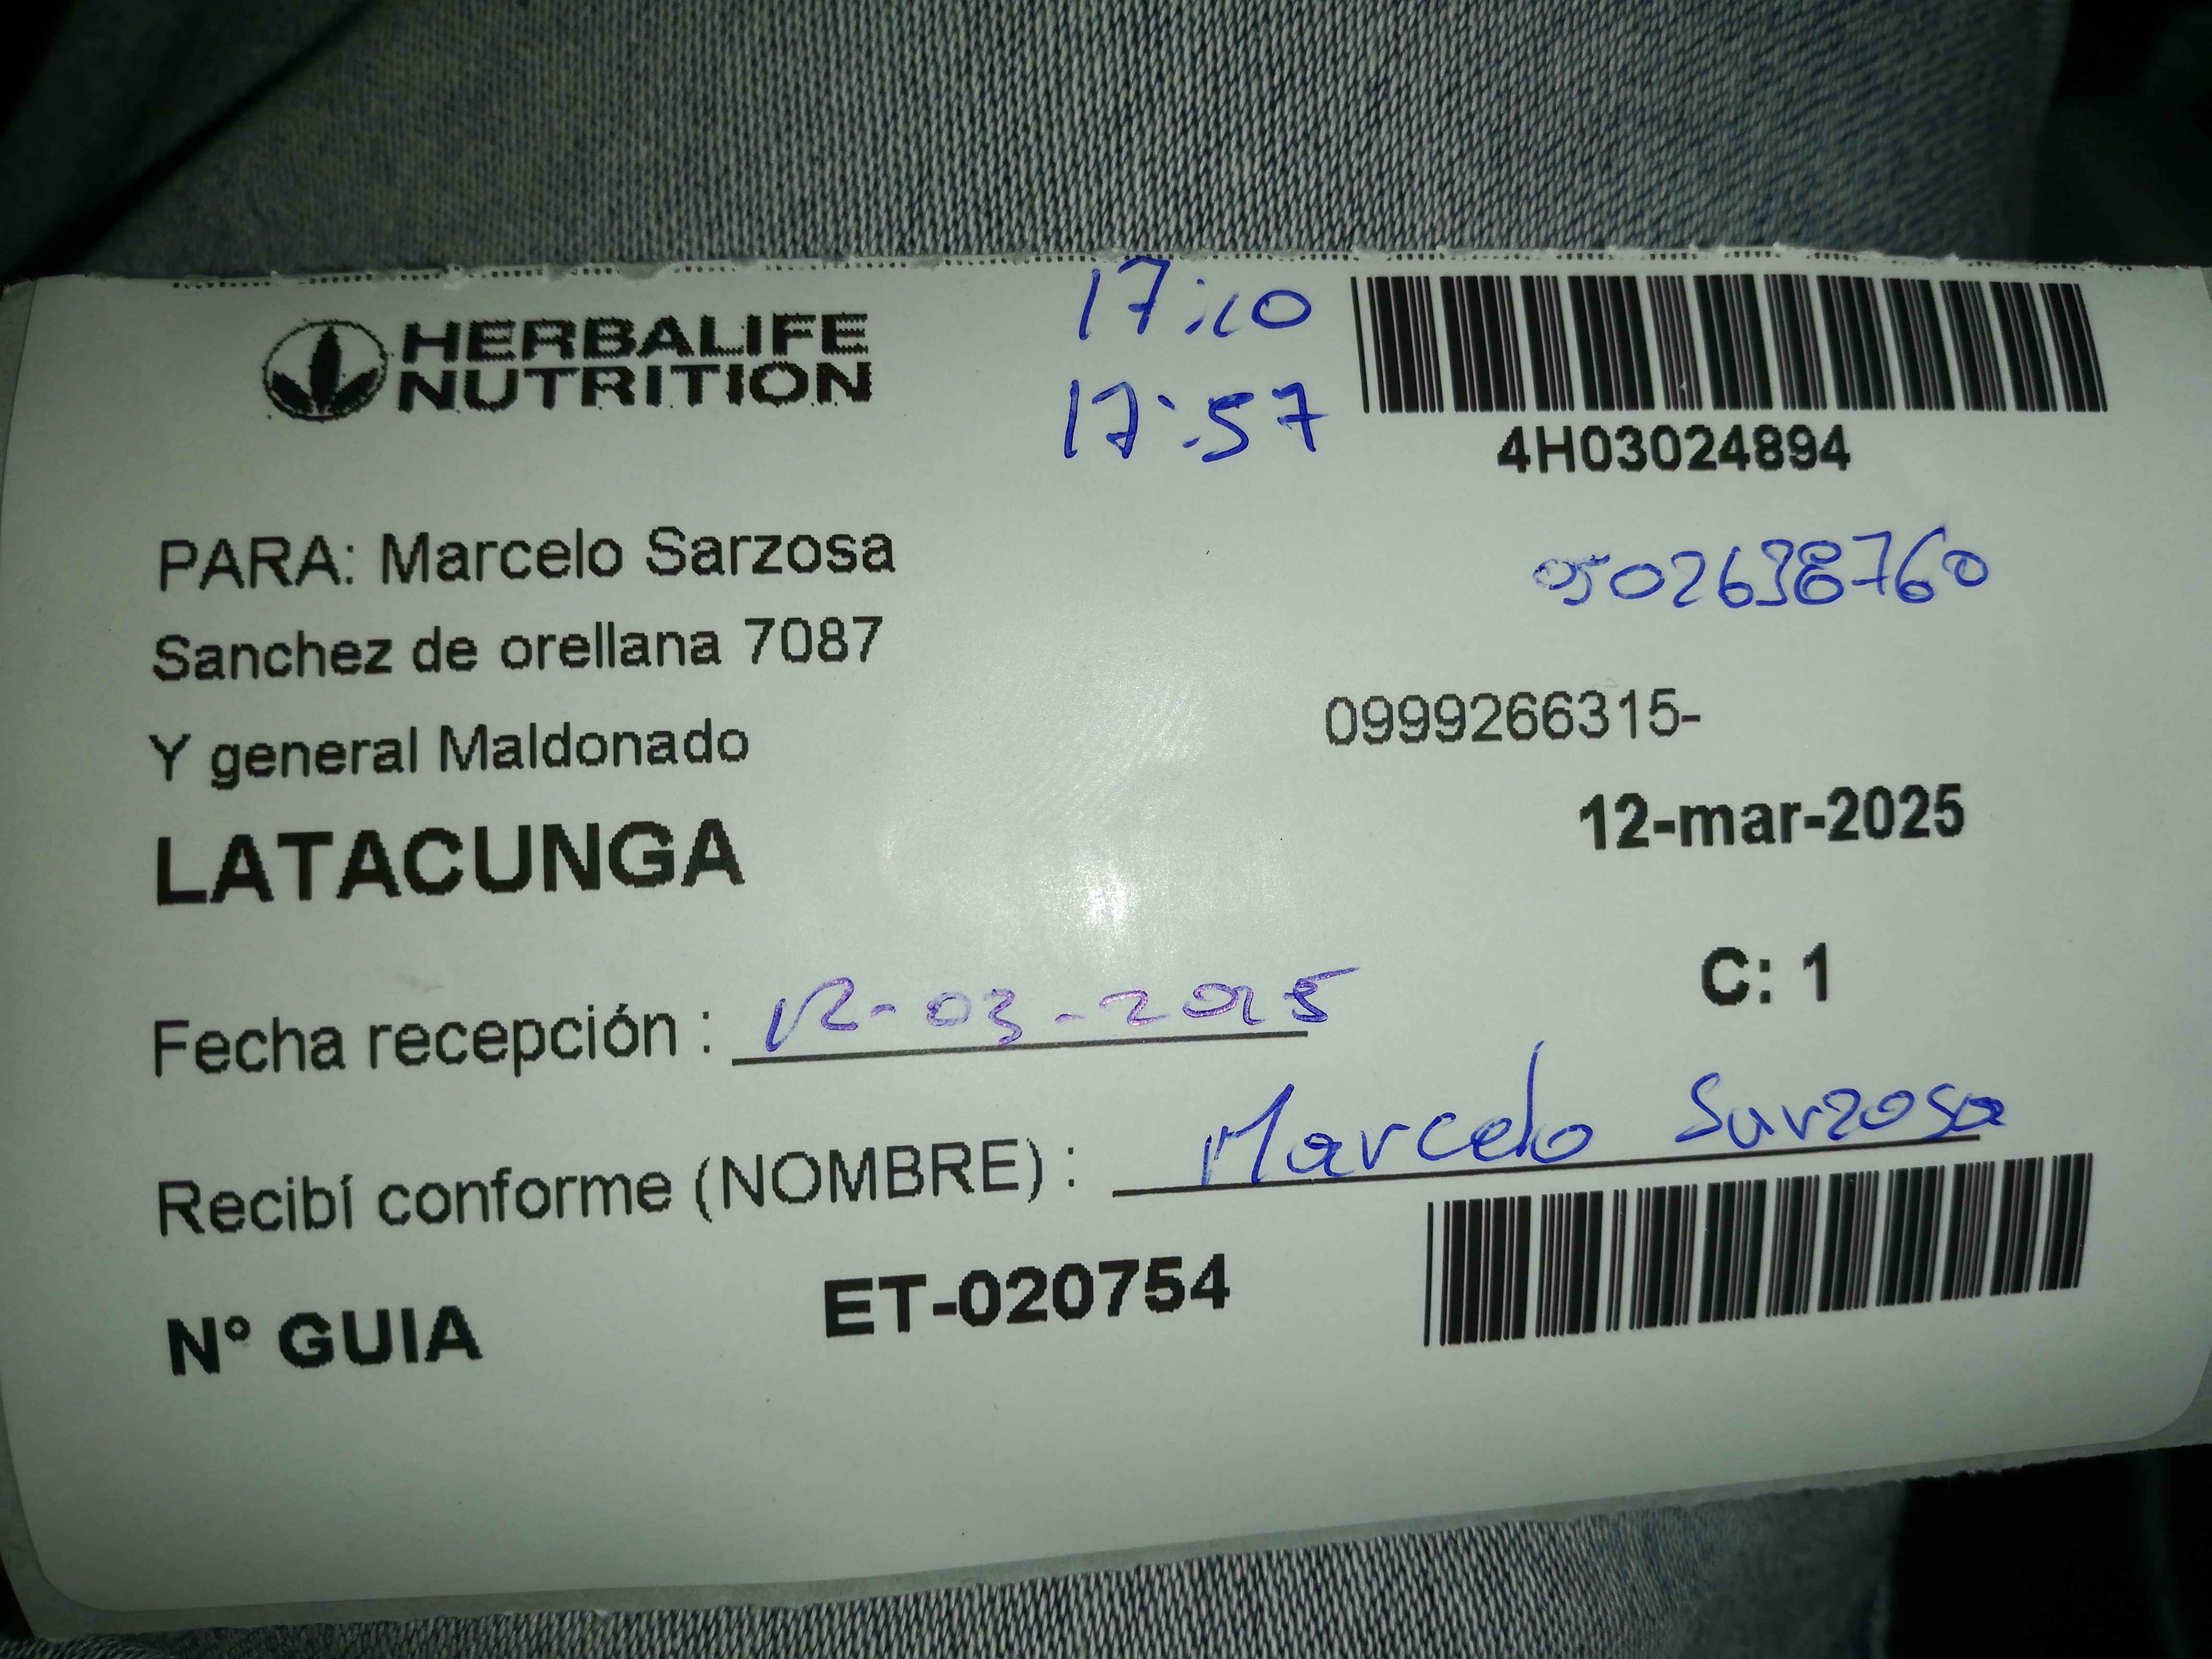 HERBALIFE
NUTRITION
17:10
17:57
4H03024894
PARA: Marcelo Sarzosa
0502638760
Sanchez de orellana 7087
0999266315-
Y general Maldonado
12-mar-2025
LATACUNGA
C: 1
Fecha recepción : 12-03-2025
Recibí conforme (NOMBRE) : Marcelo Sarzosa
N° GUIA ET-020754